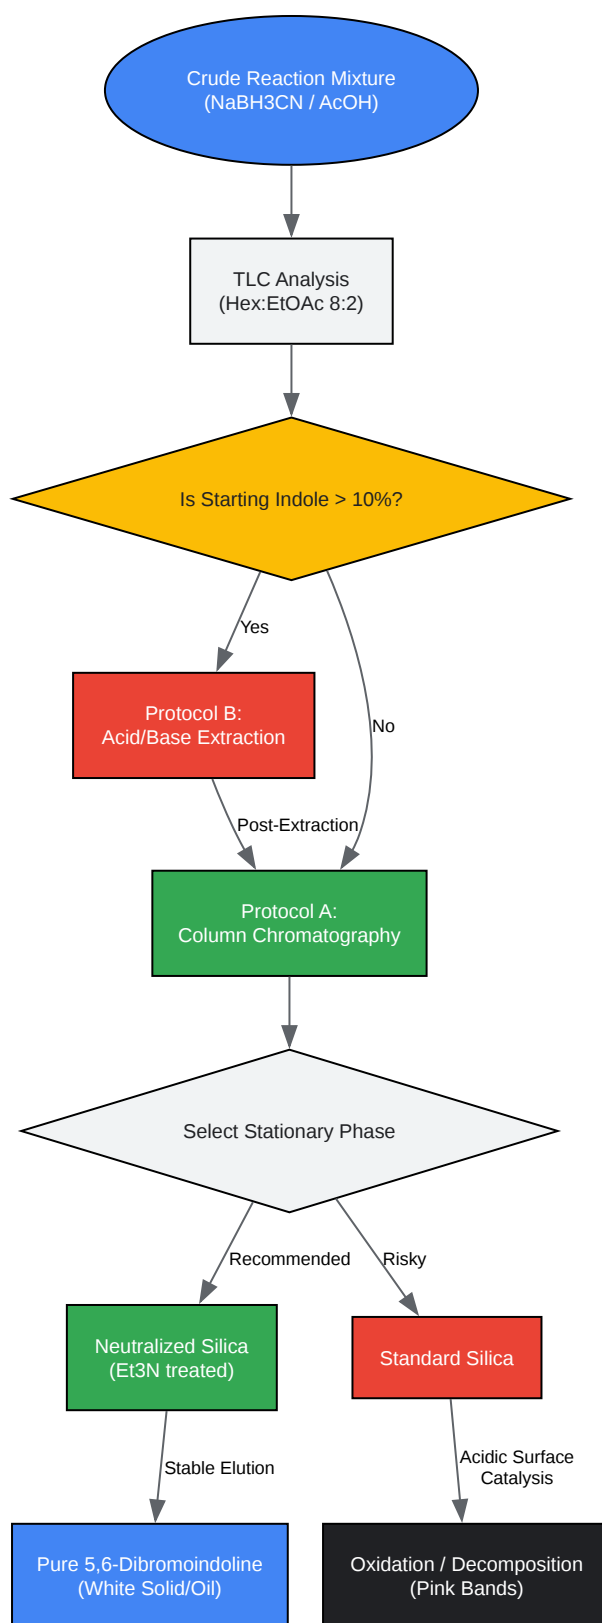 Crude Reaction Mixture
(NaBH3CN / AcOH)
TLC Analysis
(Hex:EtOAc 8:2)
Is Starting Indole > 10%?
Yes
Protocol B:
Acid/Base Extraction
No
Post-Extraction
Protocol A:
Column Chromatography
Select Stationary Phase
Recommended
Risky
Neutralized Silica
(Et3N treated)
Standard Silica
Stable Elution
Acidic Surface
Catalysis
Pure 5,6-Dibromoindoline
(White Solid/Oil)
Oxidation / Decomposition
(Pink Bands)